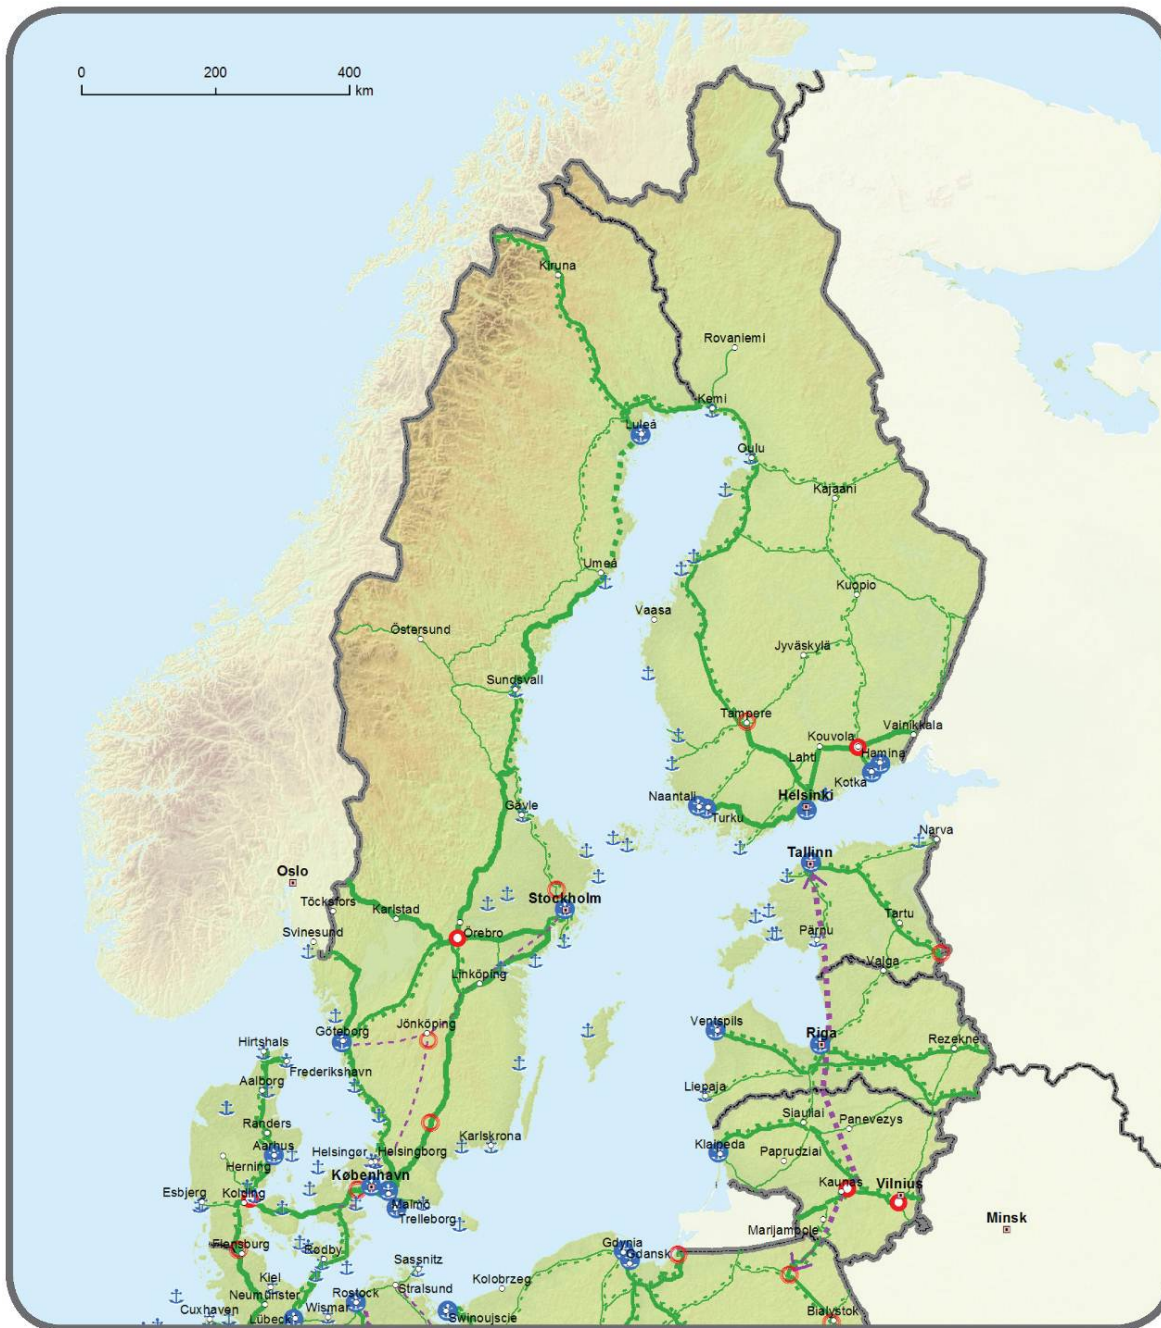 0 200 400
km
Kiruna
Rovaniemi
Kemi
Luleå
Oulu
Kajaani
Umeå
Kuopio
Vaasa
Östersund
Jyväskylä
Sundsvall
Tampere
Vainikkala
Kouvola
Lahti
Hamina
Kotka
Naantali
Helsinki
Gävle
Turku
Narva
Tallinn
Oslo
Stockholm
Töcksfors
Karlstad
Tartu
Svinesund
Örebro
Pärnu
Valga
Linköping
Ventspils
Riga
Göteborg
Jönköping
Rezekne
Hirtshals
Frederikshavn
Aalborg
Liepaja
Siauliai
Panevezys
Randers
Aarhus
Helsingør
Helsingborg
Karlskrona
Klaipeda
Paprudziai
Herning
København
Esbjerg
Kolding
Kaunas
Vilnius
Malmö
Trelleborg
Minsk
Marijampole
Flensburg
Rødby
Gdynia
Gdansk
Sassnitz
Kiel
Stralsund
Kolobrzeg
Neumünster
Rostock
Cuxhaven
Wismar
Lübeck
Swinoujscie
Bialystok